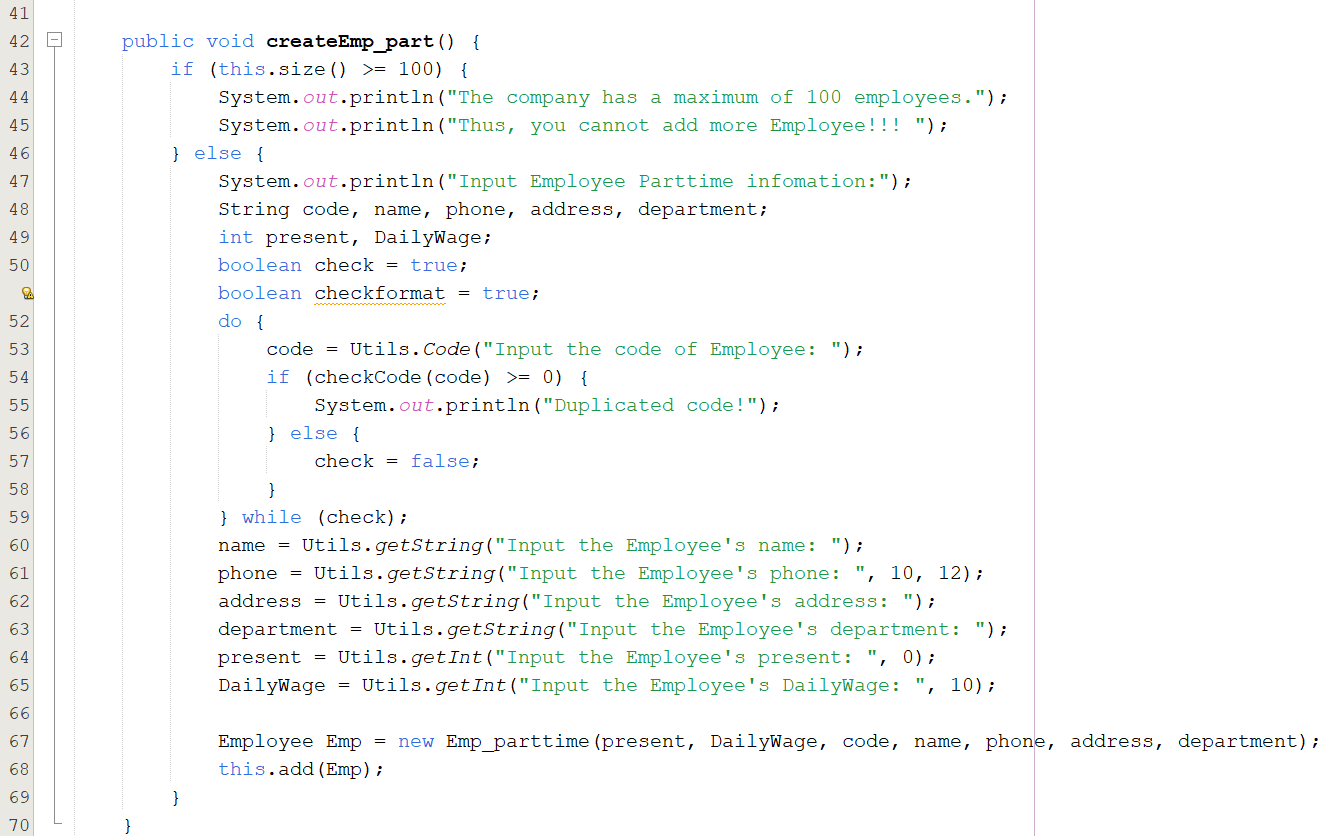 41
42 public void createEmp_part() {
43 if (this.size() >= 100) {
44 System.out.println("The company has a maximum of 100 employees.");
45 System.out.println("Thus, you cannot add more Employee!!! ");
46 } else {
47 System.out.println("Input Employee Parttime infomation:");
48 String code, name, phone, address, department;
49 int present, DailyWage;
50 boolean check = true;
boolean checkformat = true;
52 do {
53 code = Utils.Code("Input the code of Employee: ");
54 if (checkCode(code) >= 0) {
55 System.out.println("Duplicated code!");
56 } else {
57 check = false;
58 }
59 } while (check);
60 name = Utils.getString("Input the Employee's name: ");
61 phone = Utils.getString("Input the Employee's phone: ", 10, 12);
62 address = Utils.getString("Input the Employee's address: ");
63 department = Utils.getString("Input the Employee's department: ");
64 present = Utils.getInt("Input the Employee's present: ", 0);
65 DailyWage = Utils.getInt("Input the Employee's DailyWage: ", 10);
66
67 Employee Emp = new Emp_parttime(present, DailyWage, code, name, phone, address, department);
68 this.add(Emp);
69 }
70 }